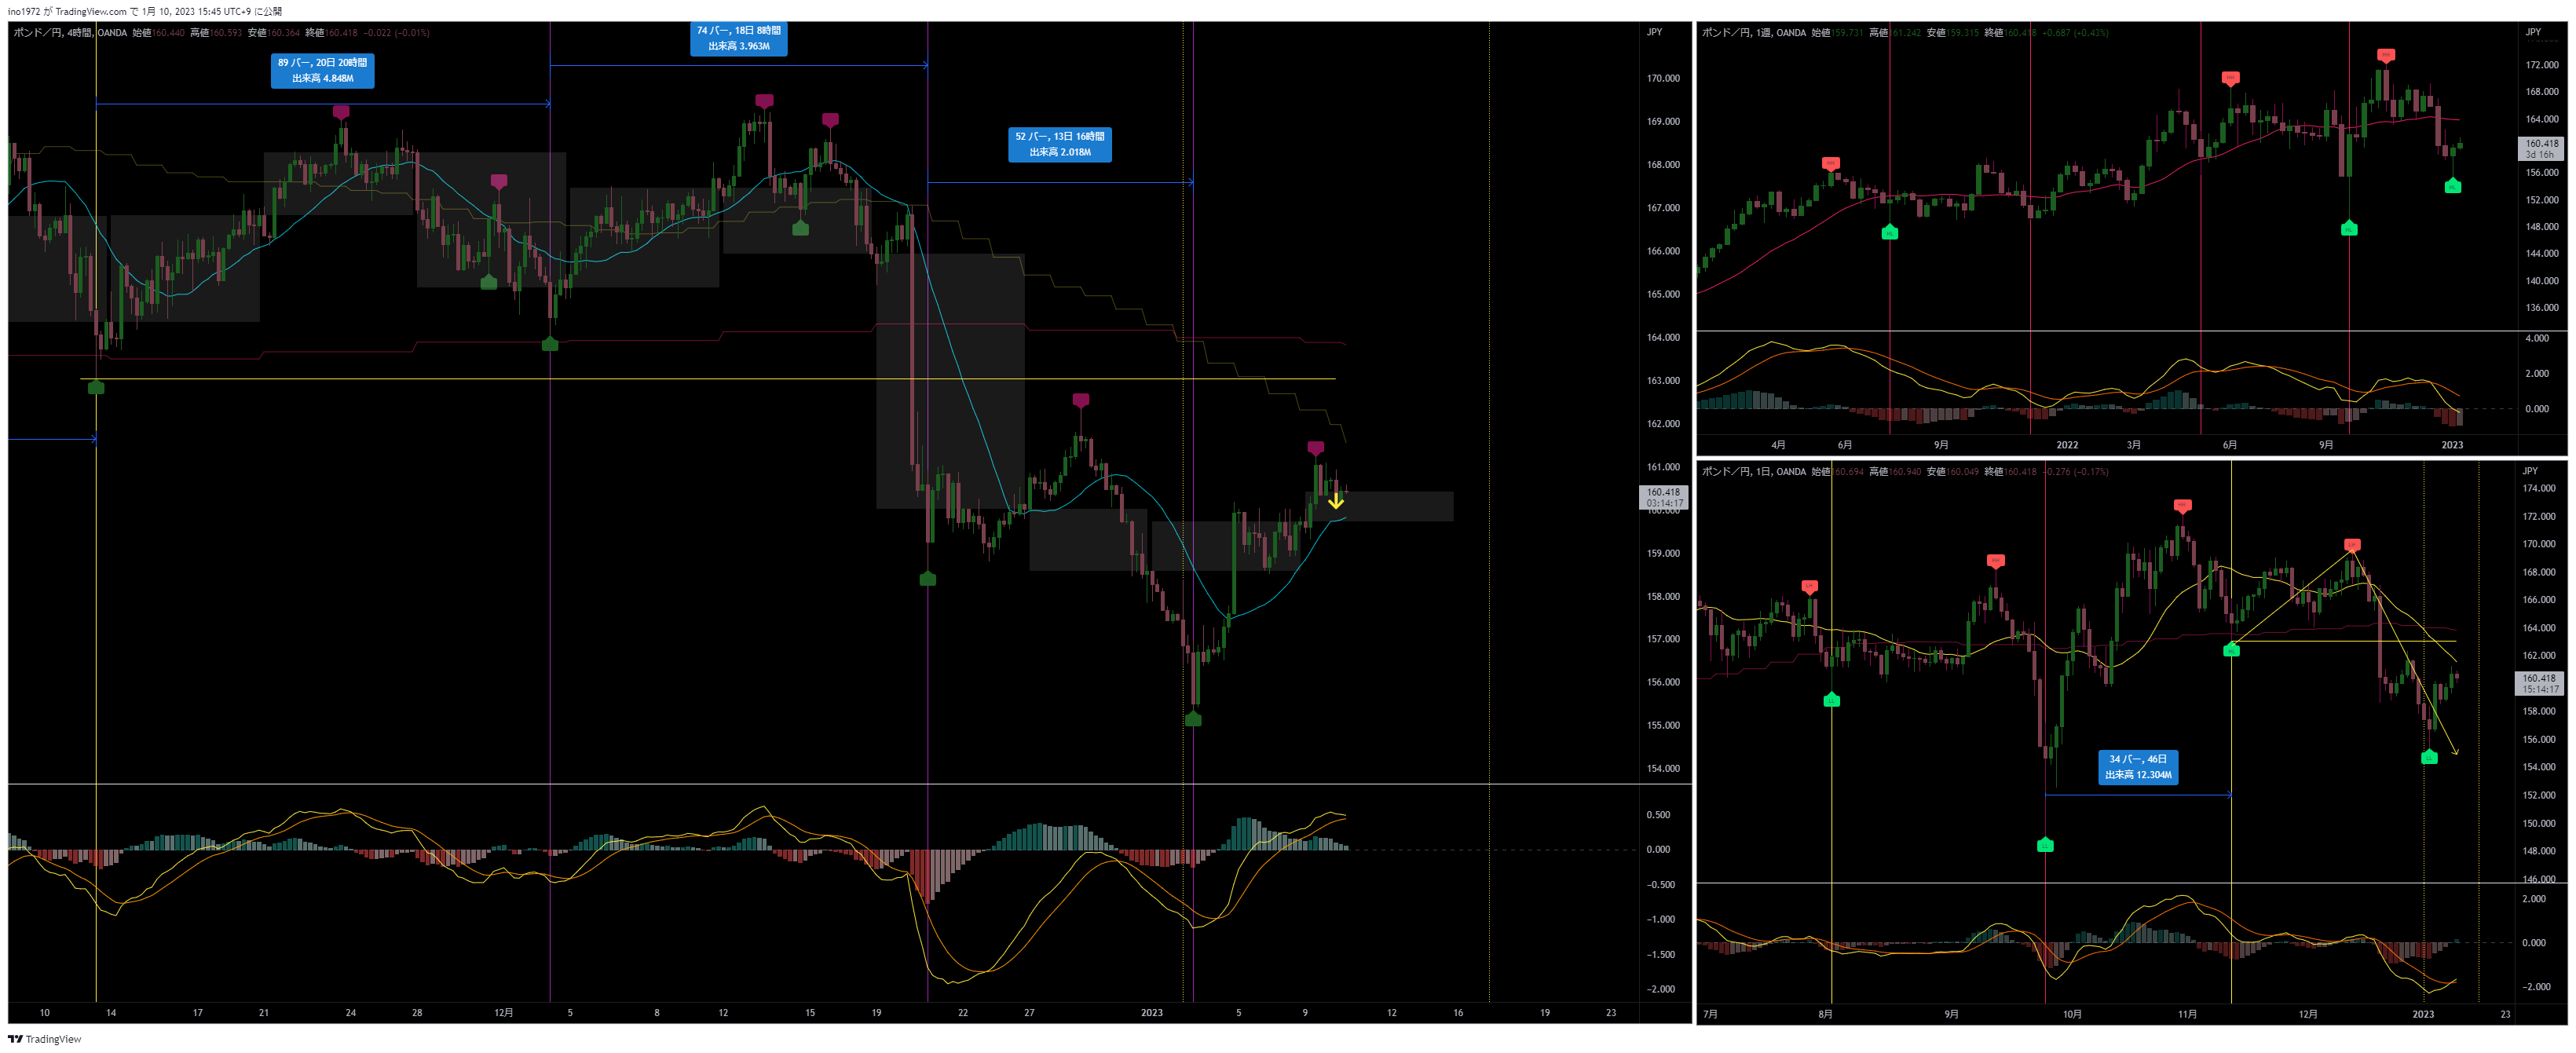 ino1972 が TradingView.com で 1月 10, 2023 15:45 UTC+9 に公開
ポンド／円, 4時間, OANDA 始値160.440 高値160.593 安値160.364 終値160.418 −0.022 (−0.01%)
JPY
89 バー, 20日 20時間
出来高 4.848M
74 バー, 18日 8時間
出来高 3.963M
52 バー, 13日 16時間
出来高 2.018M
170.000
169.000
168.000
167.000
166.000
165.000
164.000
163.000
162.000
161.000
160.418
03:14:17
160.000
159.000
158.000
157.000
156.000
155.000
154.000
0.500
0.000
−0.500
−1.000
−1.500
−2.000
10
14
17
21
24
28
12月
5
8
12
15
19
22
27
2023
5
9
12
16
19
23
ポンド／円, 1週, OANDA 始値159.731 高値161.242 安値159.315 終値160.418 +0.687 (+0.43%)
JPY
HH
HH
HH
HL
HL
HL
172.000
168.000
164.000
160.418
3d 16h
156.000
152.000
148.000
144.000
140.000
136.000
4.000
2.000
0.000
4月
6月
9月
2022
3月
6月
9月
2023
ポンド／円, 1日, OANDA 始値160.694 高値160.940 安値160.049 終値160.418 −0.276 (−0.17%)
JPY
LH
HH
HH
LH
LL
LL
HL
LL
34 バー, 46日
出来高 12.304M
174.000
172.000
170.000
168.000
166.000
164.000
162.000
160.418
15:14:17
158.000
156.000
154.000
152.000
150.000
148.000
146.000
2.000
0.000
−2.000
7月
8月
9月
10月
11月
12月
2023
23
TradingView